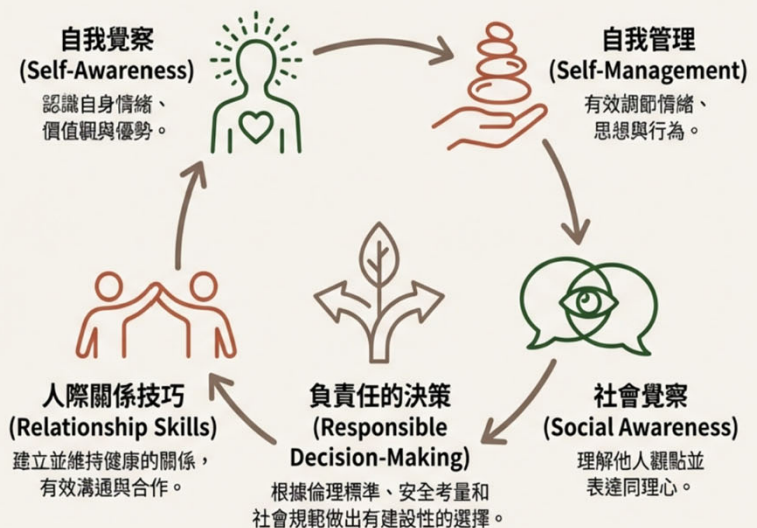 自我覺察
(Self-Awareness)
認識自身情緒、
價值觀與優勢。
自我管理
(Self-Management)
有效調節情緒、
思想與行為。
社會覺察
(Social Awareness)
理解他人觀點並
表達同理心。
負責任的決策
(Responsible
Decision-Making)
根據倫理標準、安全考量和
社會規範做出有建設性的選擇。
人際關係技巧
(Relationship Skills)
建立並維持健康的關係，
有效溝通與合作。